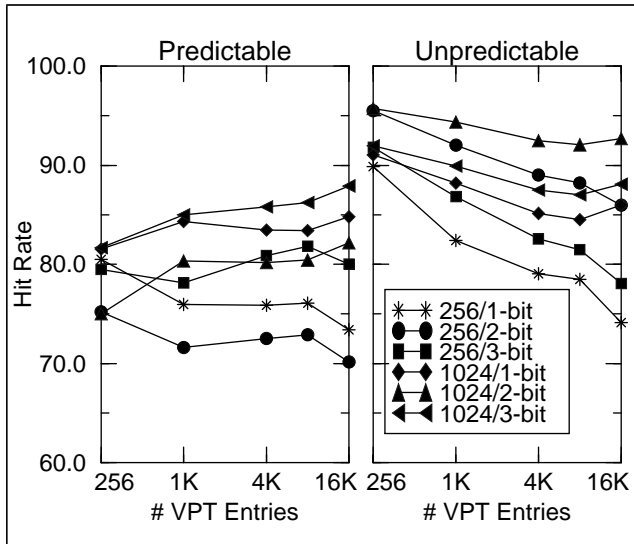 Predictable
Unpredictable
100.0
90.0
80.0
70.0
60.0
Hit Rate
256/1-bit
256/2-bit
256/3-bit
1024/1-bit
1024/2-bit
1024/3-bit
256 1K 4K 16K
256 1K 4K 16K
# VPT Entries
# VPT Entries